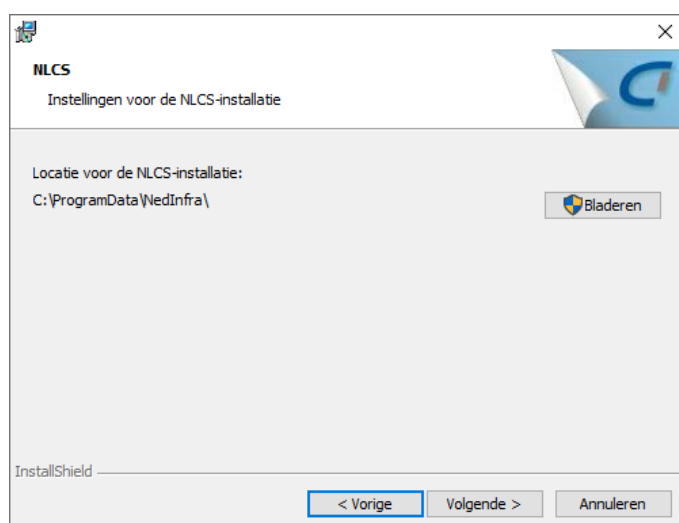 NLCS
Instellingen voor de NLCS-installatie
Locatie voor de NLCS-installatie:
C:\ProgramData\NedInfra\
Bladeren
InstallShield
< Vorige
Volgende >
Annuleren